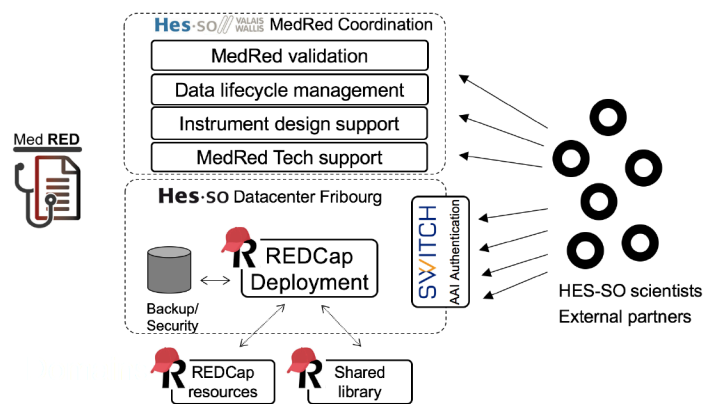 Hes·so // VALAIS WALLIS MedRed Coordination
MedRed validation
Data lifecycle management
Instrument design support
MedRed Tech support
Med RED
Hes·so Datacenter Fribourg
REDCap
Deployment
SWITCH
AAI Authentication
Backup/
Security
HES-SO scientists
External partners
REDCap
resources
Shared
library